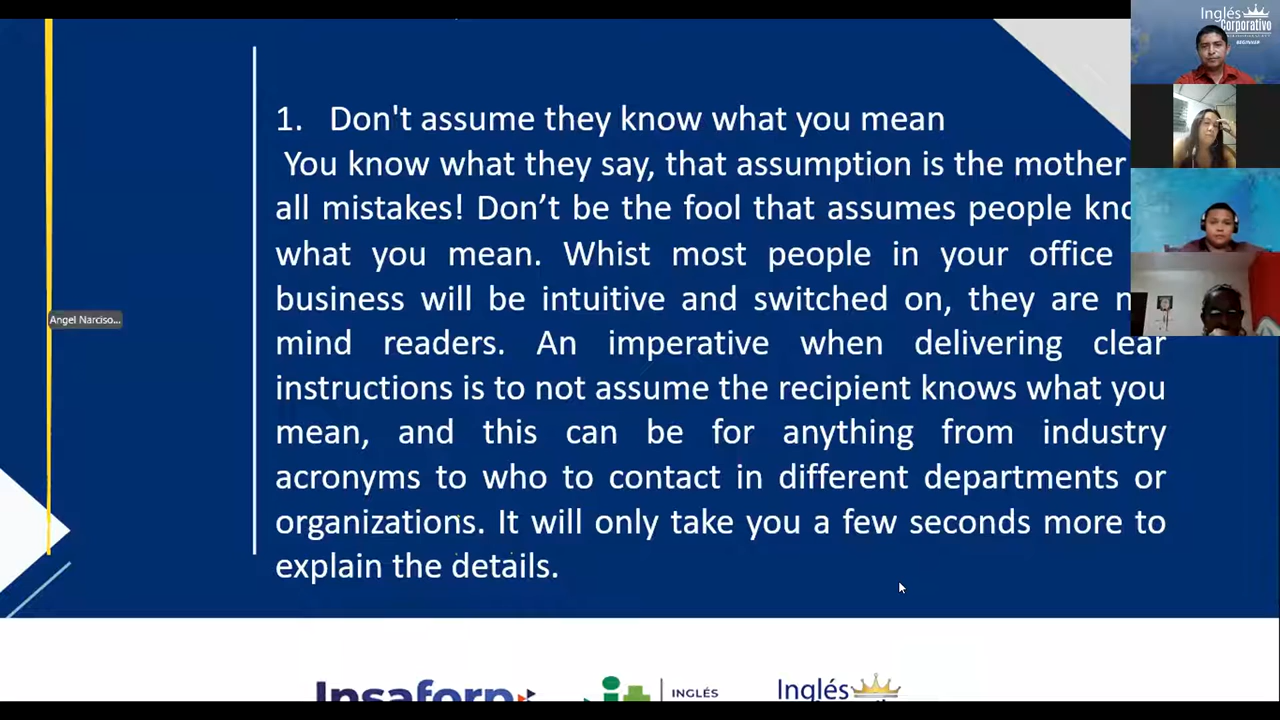 1. Don't assume they know what you mean
You know what they say, that assumption is the mother
all mistakes! Don’t be the fool that assumes people
what you mean. Whist most people in your office
business will be intuitive and switched on, they are
mind readers. An imperative when delivering clear
instructions is to not assume the recipient knows what you
mean, and this can be for anything from industry
acronyms to who to contact in different departments or
organizations. It will only take you a few seconds more to
explain the details.
Angel Narciso...
Inglés
Corporativo
BEGINNER
Insaforp
INGLÉS
Inglés